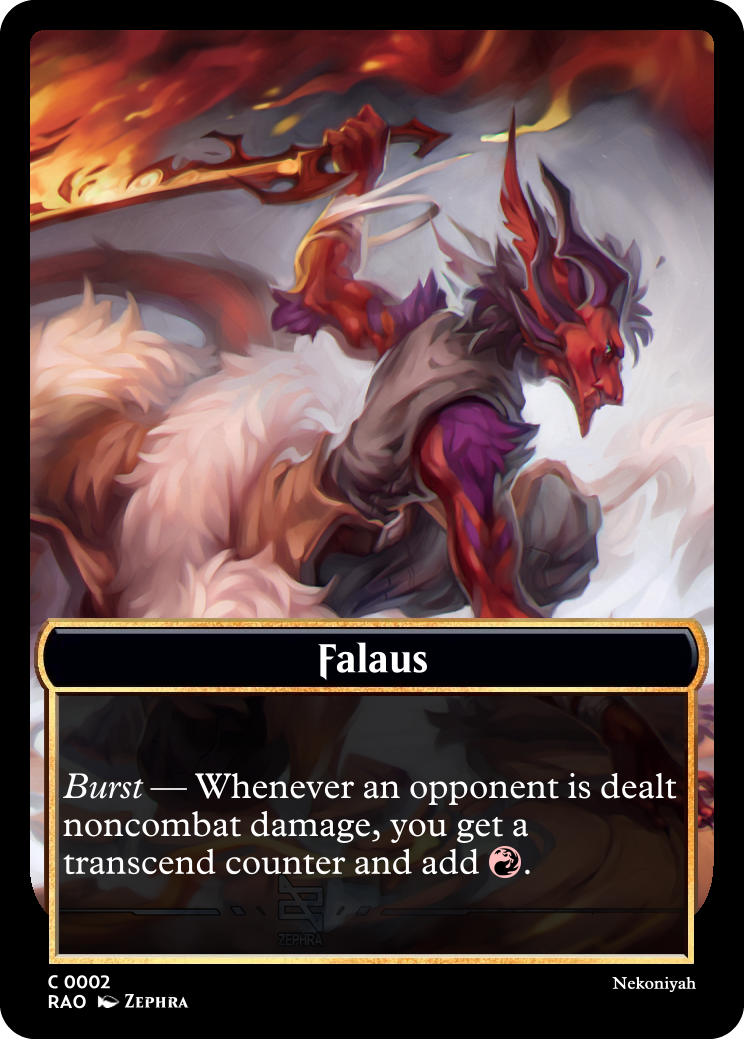 Falaus
Burst — Whenever an opponent is dealt
noncombat damage, you get a
transcend counter and add.
ZEPHRA
C 0002
RAO ZEPHRA
Nekoniyah